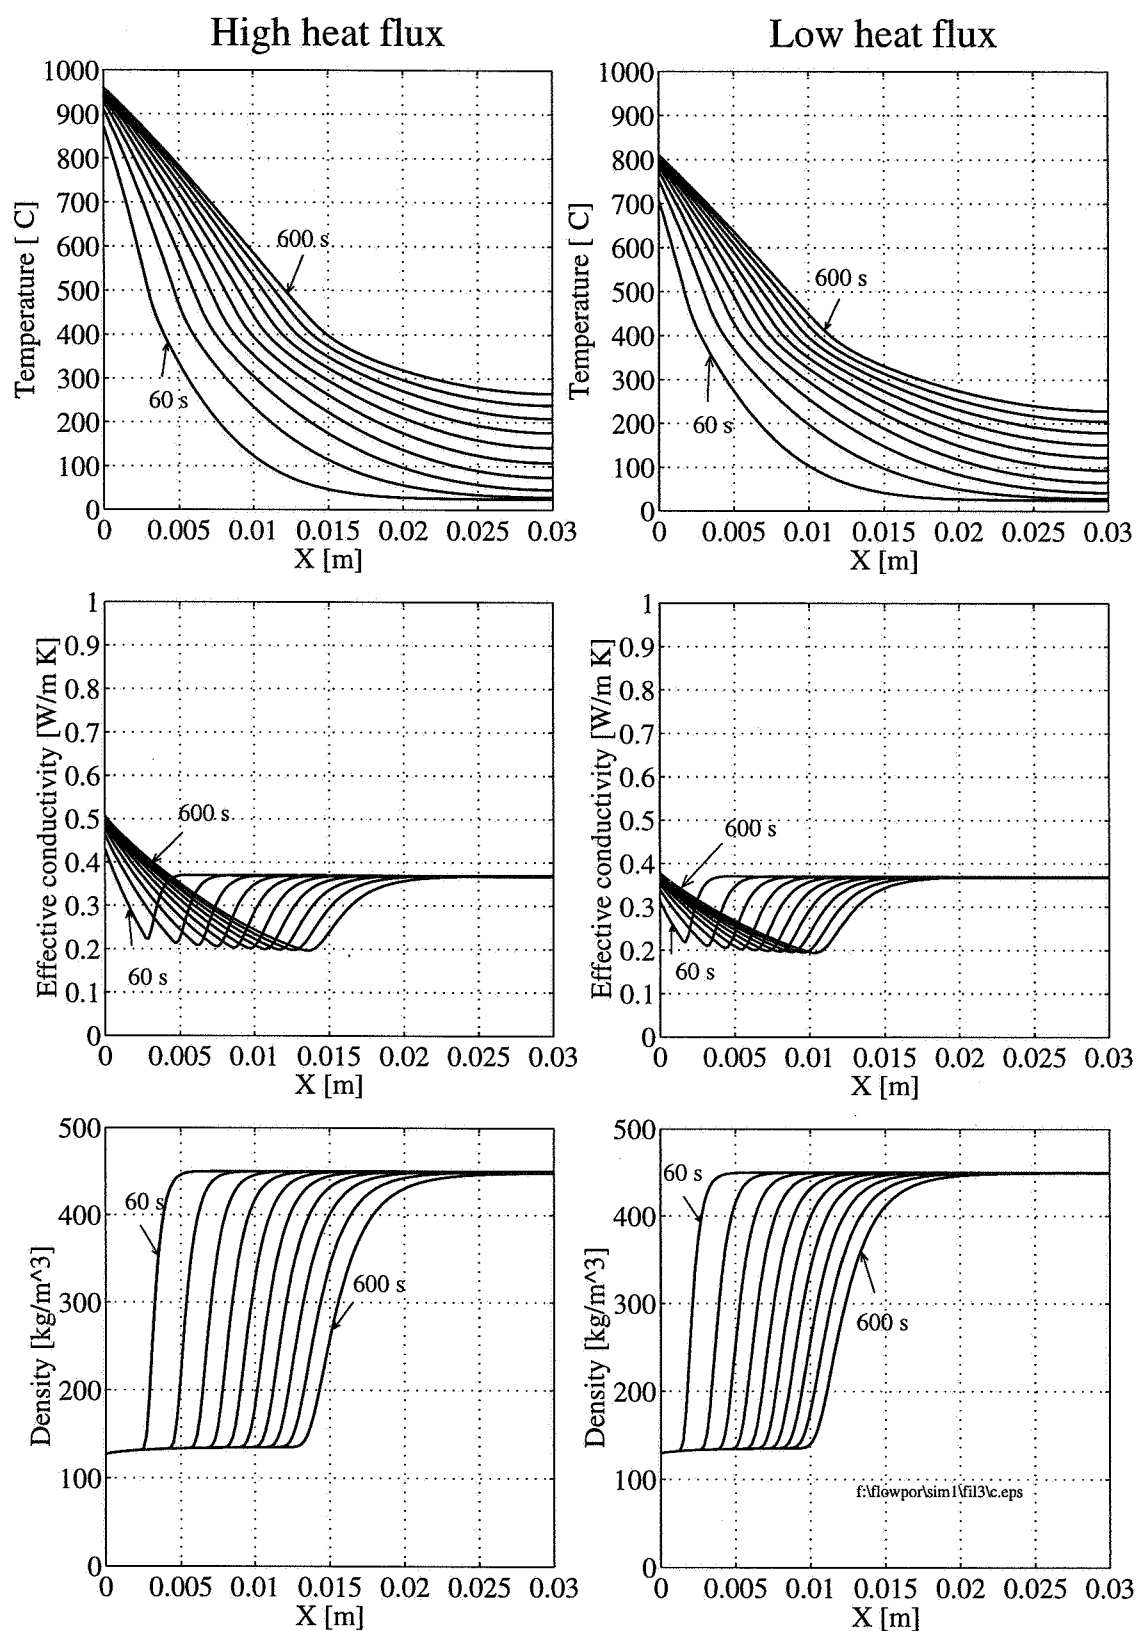 High heat flux
Low heat flux
1000
900
800
700
600
500
400
300
200
100
0
Temperature [ C]
600 s
60 s
0 0.005 0.01 0.015 0.02 0.025 0.03
X [m]
1000
900
800
700
600
500
400
300
200
100
0
Temperature [ C]
600 s
60 s
0 0.005 0.01 0.015 0.02 0.025 0.03
X [m]
1
0.9
0.8
0.7
0.6
0.5
0.4
0.3
0.2
0.1
0
Effective conductivity [W/m K]
600 s
60 s
0 0.005 0.01 0.015 0.02 0.025 0.03
X [m]
1
0.9
0.8
0.7
0.6
0.5
0.4
0.3
0.2
0.1
0
Effective conductivity [W/m K]
600 s
60 s
0 0.005 0.01 0.015 0.02 0.025 0.03
X [m]
500
400
300
200
100
0
Density [kg/m^3]
60 s
600 s
0 0.005 0.01 0.015 0.02 0.025 0.03
X [m]
500
400
300
200
100
0
Density [kg/m^3]
60 s
600 s
f:\flowpor\sim1\fil3\c.eps
0 0.005 0.01 0.015 0.02 0.025 0.03
X [m]